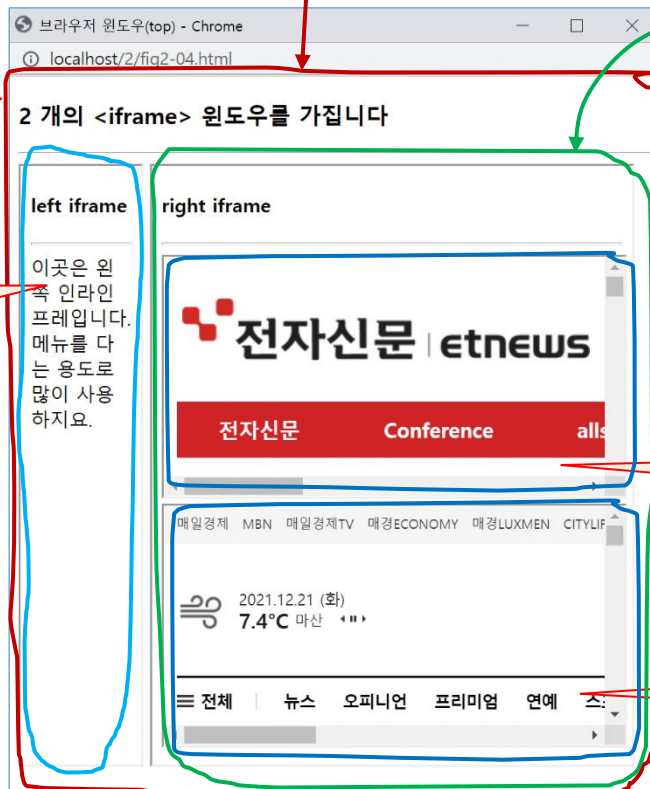 브라우저 윈도우(top) - Chrome
localhost/2/fig2-04.html
2 개의 <iframe> 윈도우를 가집니다
left iframe
이곳은 왼
쪽 인라인
프레입니다.
메뉴를 다
는 용도로
많이 사용
하지요.
right iframe
전자신문 | etnews
전자신문 Conference alls
매일경제 MBN 매일경제TV 매경ECONOMY 매경LUXMEN CITYLIF
2021.12.21 (화)
7.4°C 마산
전체 | 뉴스 오피니언 프리미엄 연예